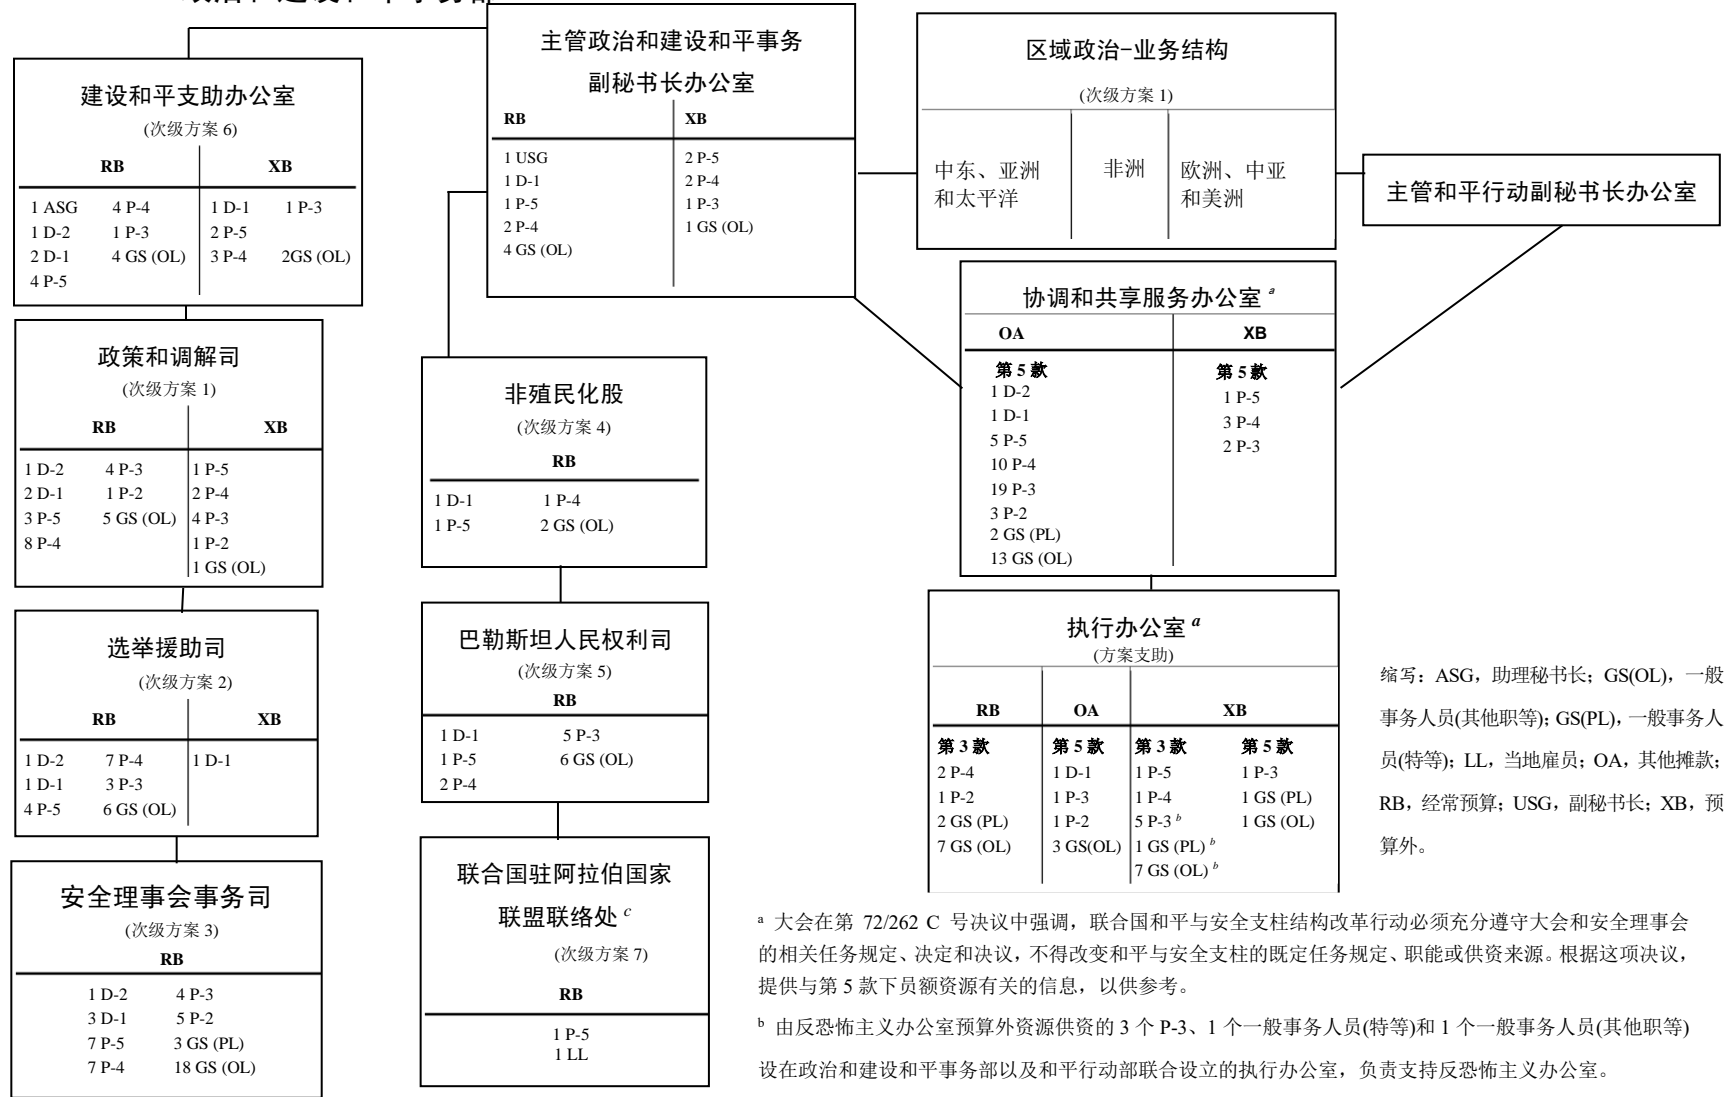 建设和平支助办公室
(次级方案 6)
RB XB
1 ASG 4 P-4 1 D-1 1 P-3
1 D-2 1 P-3 2 P-5
2 D-1 4 GS (OL) 3 P-4 2GS (OL)
4 P-5
政策和调解司
(次级方案 1)
RB XB
1 D-2 4 P-3 1 P-5
2 D-1 1 P-2 2 P-4
3 P-5 5 GS (OL) 4 P-3
8 P-4 1 P-2
1 GS (OL)
选举援助司
(次级方案 2)
RB XB
1 D-2 7 P-4 1 D-1
1 D-1 3 P-3
4 P-5 6 GS (OL)
安全理事会事务司
(次级方案 3)
RB
1 D-2 4 P-3
3 D-1 5 P-2
7 P-5 3 GS (PL)
7 P-4 18 GS (OL)
主管政治和建设和平事务
副秘书长办公室
RB XB
1 USG 2 P-5
1 D-1 2 P-4
1 P-5 1 P-3
2 P-4 1 GS (OL)
4 GS (OL)
非殖民化股
(次级方案 4)
RB
1 D-1 1 P-4
1 P-5 2 GS (OL)
巴勒斯坦人民权利司
(次级方案 5)
RB
1 D-1 5 P-3
1 P-5 6 GS (OL)
2 P-4
联合国驻阿拉伯国家
联盟联络处 c
(次级方案 7)
RB
1 P-5
1 LL
区域政治-业务结构
(次级方案 1)
中东、亚洲 非洲 欧洲、中亚
和太平洋 和美洲
主管和平行动副秘书长办公室
协调和共享服务办公室 a
OA XB
第 5 款 第 5 款
1 D-2 1 P-5
1 D-1 3 P-4
5 P-5 2 P-3
10 P-4
19 P-3
3 P-2
2 GS (PL)
13 GS (OL)
执行办公室 a
(方案支助)
RB OA XB
第 3 款 第 5 款 第 3 款 第 5 款
2 P-4 1 D-1 1 P-5 1 P-3
1 P-2 1 P-3 1 P-4 1 GS (PL)
2 GS (PL) 1 P-2 5 P-3 b 1 GS (OL)
7 GS (OL) 3 GS(OL) 1 GS (PL) b
7 GS (OL) b
缩写：ASG，助理秘书长；GS(OL)，一般
事务人员(其他职等)；GS(PL)，一般事务人
员(特等)；LL，当地雇员；OA，其他摊款；
RB，经常预算；USG，副秘书长；XB，预
算外。
a 大会在第 72/262 C 号决议中强调，联合国和平与安全支柱结构改革行动必须充分遵守大会和安全理事会
的相关任务规定、决定和决议，不得改变和平与安全支柱的既定任务规定、职能或供资来源。根据这项决议，
提供与第 5 款下员额资源有关的信息，以供参考。
b 由反恐怖主义办公室预算外资源供资的 3 个 P-3、1 个一般事务人员(特等)和 1 个一般事务人员(其他职等)
设在政治和建设和平事务部以及和平行动部联合设立的执行办公室，负责支持反恐怖主义办公室。